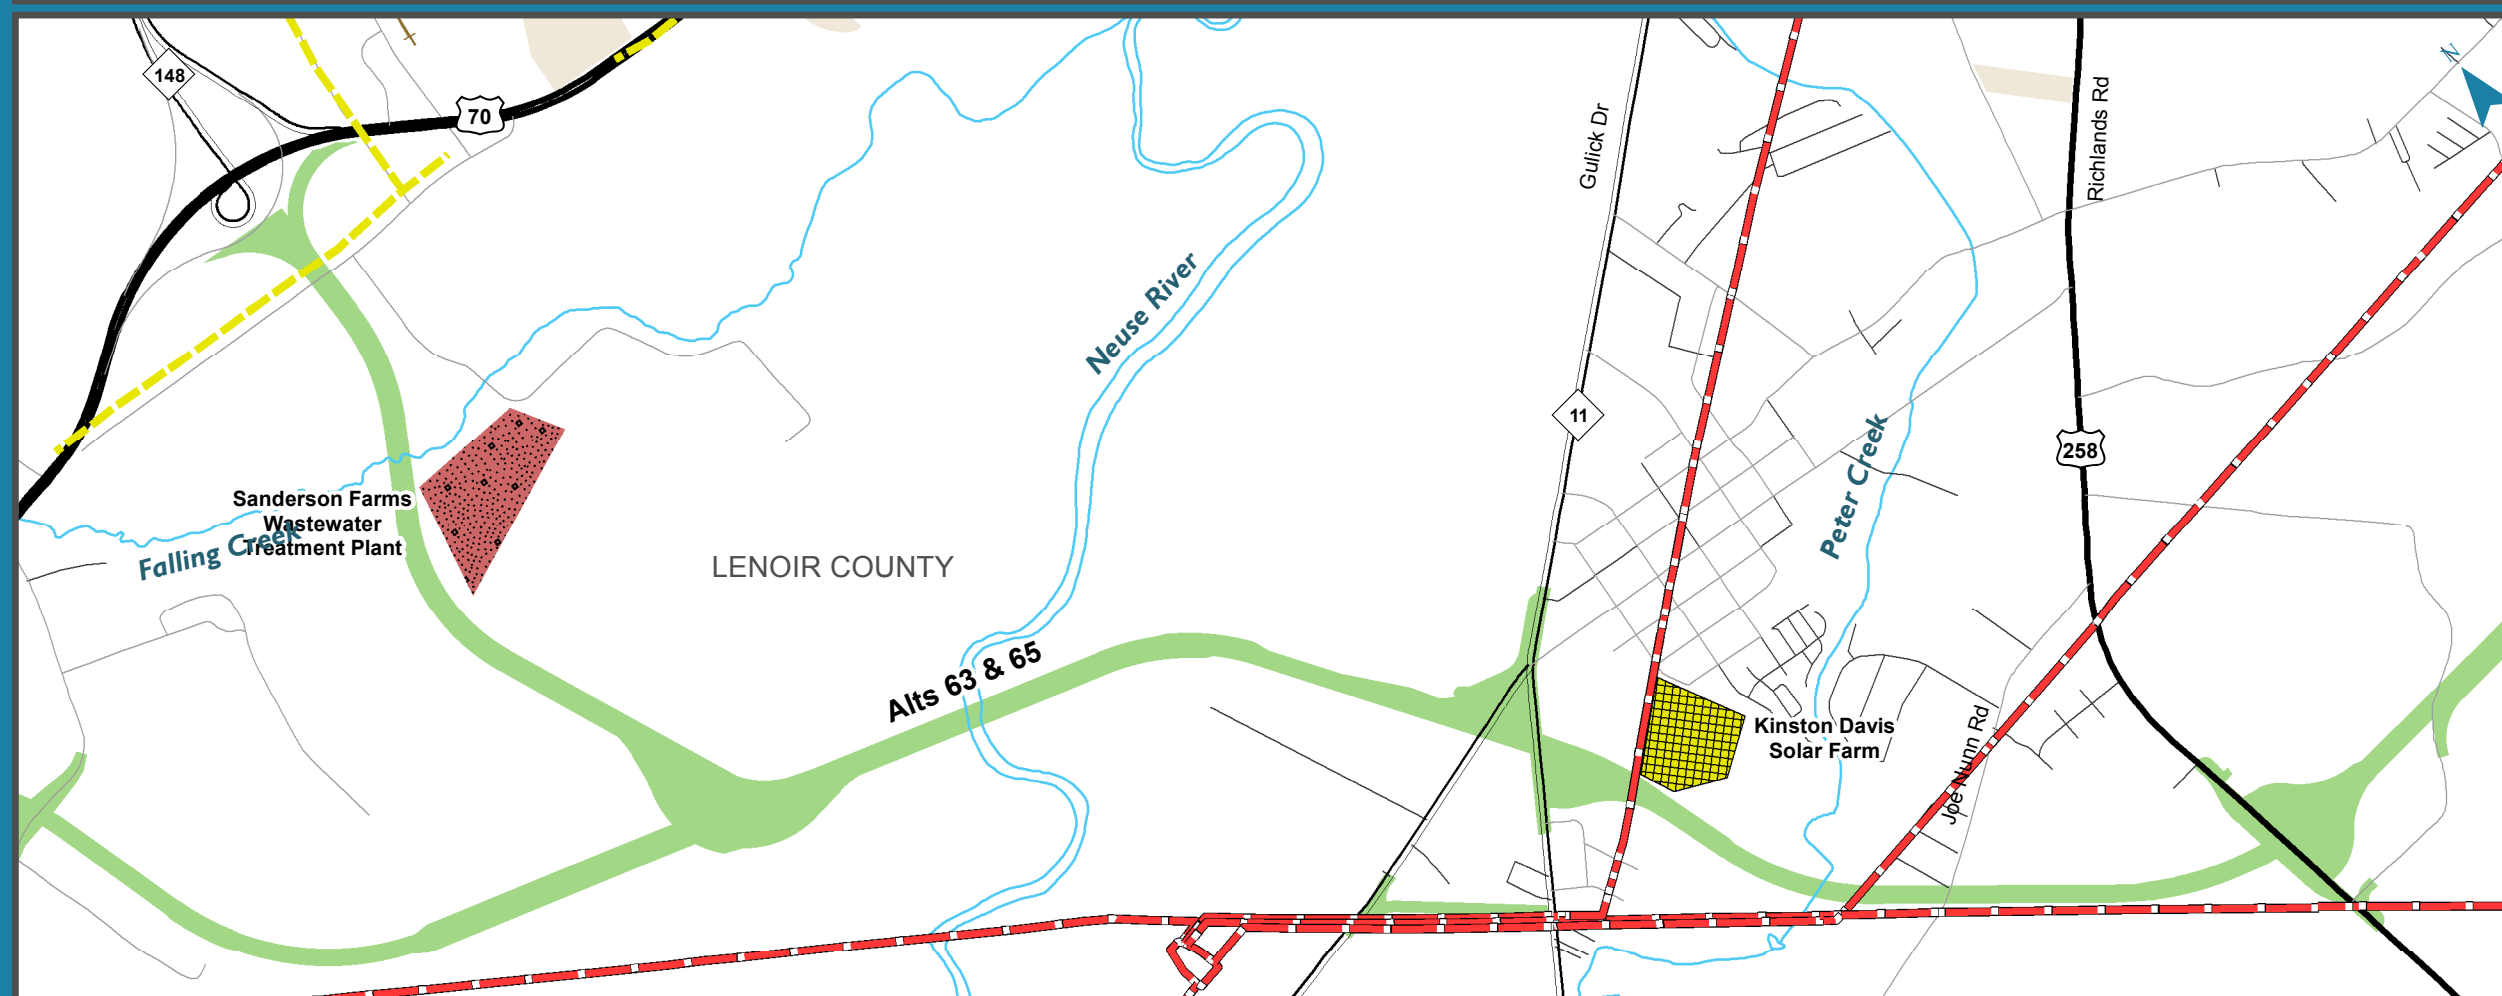 148
70
N
Gulick Dr
Richlands Rd
Neuse River
11
258
Peter Creek
Sanderson Farms
Wastewater
Treatment Plant
Falling Creek
LENOIR COUNTY
Alts 63 & 65
Kinston Davis
Solar Farm
Joe Nunn Rd